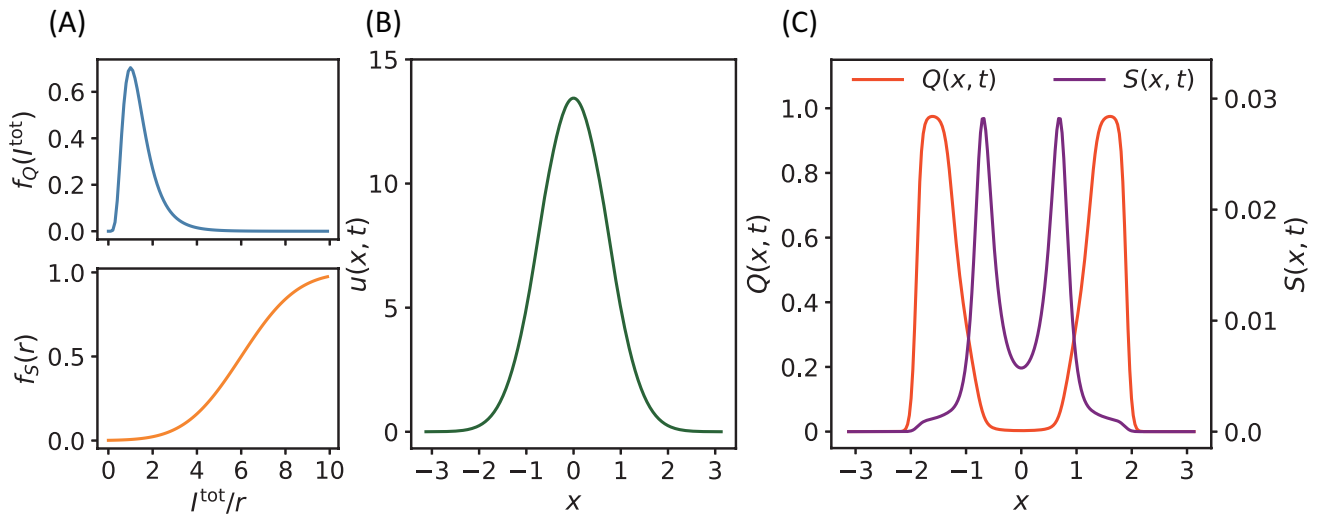 (A)
0.6
0.4
0.2
0.0
f_Q(I^tot)
1.0
0.5
0.0
f_S(r)
0 2 4 6 8 10
I^tot/r
(B)
15
10
5
0
u(x, t)
−3 −2 −1 0 1 2 3
x
(C)
Q(x, t) S(x, t)
1.0
0.8
0.6
0.4
0.2
0
Q(x, t)
0.03
0.02
0.01
0.0
S(x, t)
−3 −2 −1 0 1 2 3
x